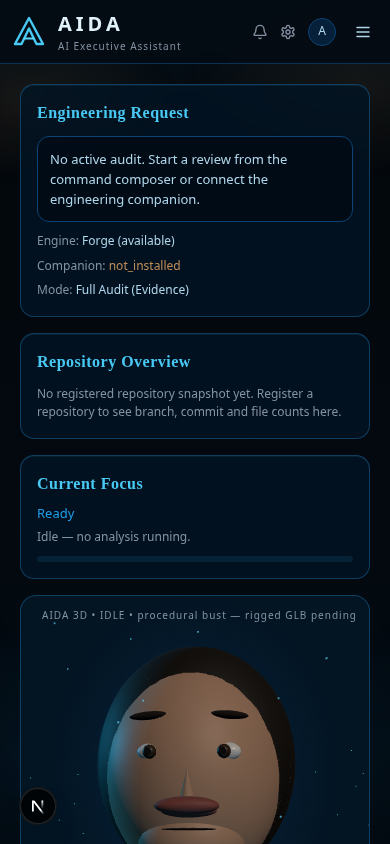 AIDA
AI Executive Assistant
A
Engineering Request
No active audit. Start a review from the
command composer or connect the
engineering companion.
Engine: Forge (available)
Companion: not_installed
Mode: Full Audit (Evidence)
Repository Overview
No registered repository snapshot yet. Register a
repository to see branch, commit and file counts here.
Current Focus
Ready
Idle — no analysis running.
AIDA 3D • IDLE • procedural bust — rigged GLB pending
N